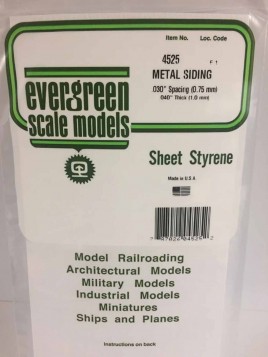 Item No. Loc. Code
4525 F 1
METAL SIDING
.030" Spacing (0.75 mm)
.040" Thick (1.0 mm)
evergreen
scale models
Sheet Styrene
Made in U S A
Model Railroading
Architectural Models
Military Models
Industrial Models
Miniatures
Ships and Planes
Instructions on back